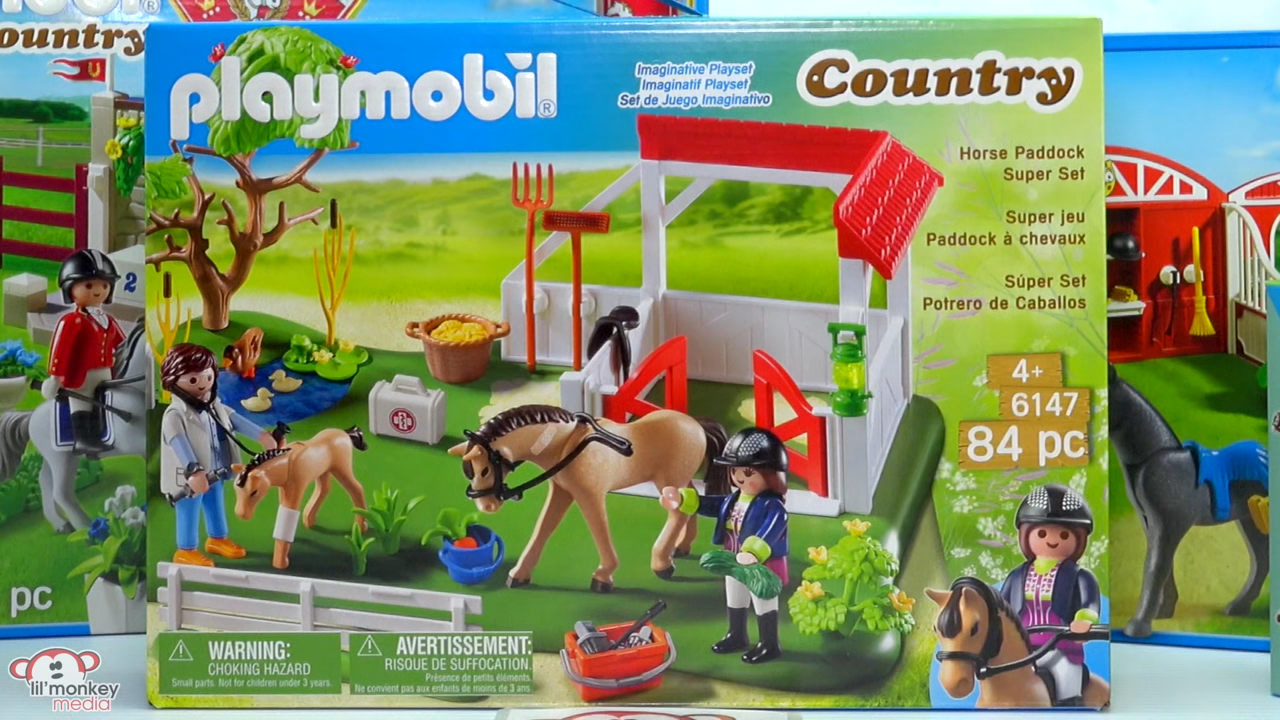 Country
pc
2
playmobil®
Imaginative Playset
Imaginatif Playset
Set de Juego Imaginativo
Country
Horse Paddock
Super Set
Super jeu
Paddock à chevaux
Súper Set
Potrero de Caballos
4+
6147
84 pc
WARNING:
CHOKING HAZARD
Small parts. Not for children under 3 years.
AVERTISSEMENT:
RISQUE DE SUFFOCATION.
Présence de petits éléments.
Ne convient pas aux enfants de moins de 3 ans.
lil'monkey
media